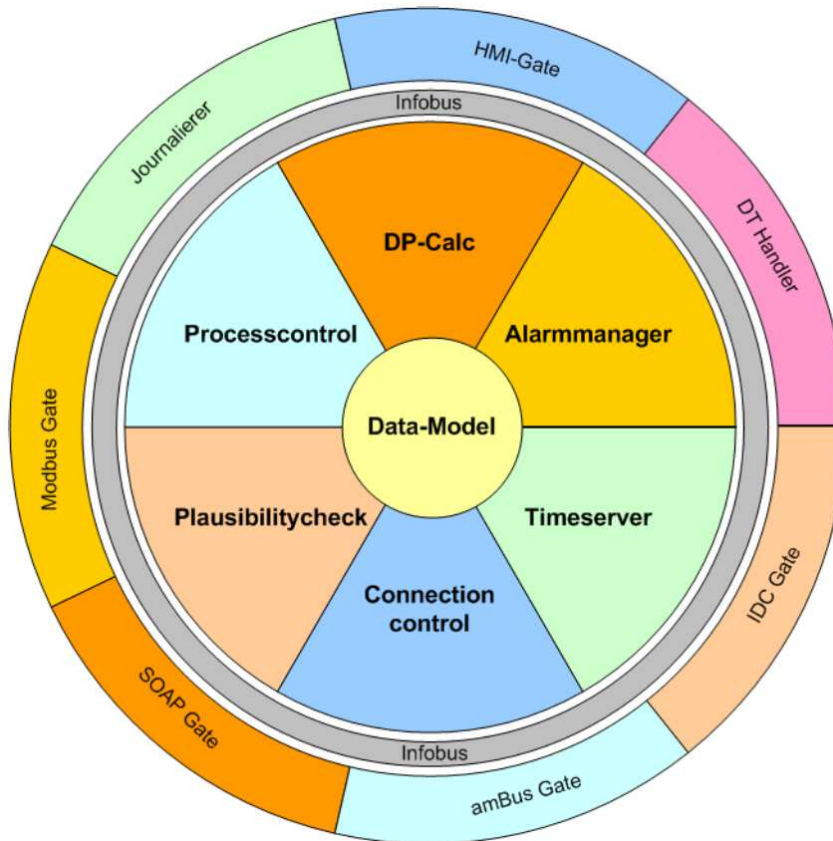 HMI-Gate
Infobus
Journalierer
DT Handler
DP-Calc
Processcontrol
Alarmmanager
Data-Model
Modbus Gate
Plausibilitycheck
Timeserver
IDC Gate
Connection
control
SOAP Gate
Infobus
amBus Gate